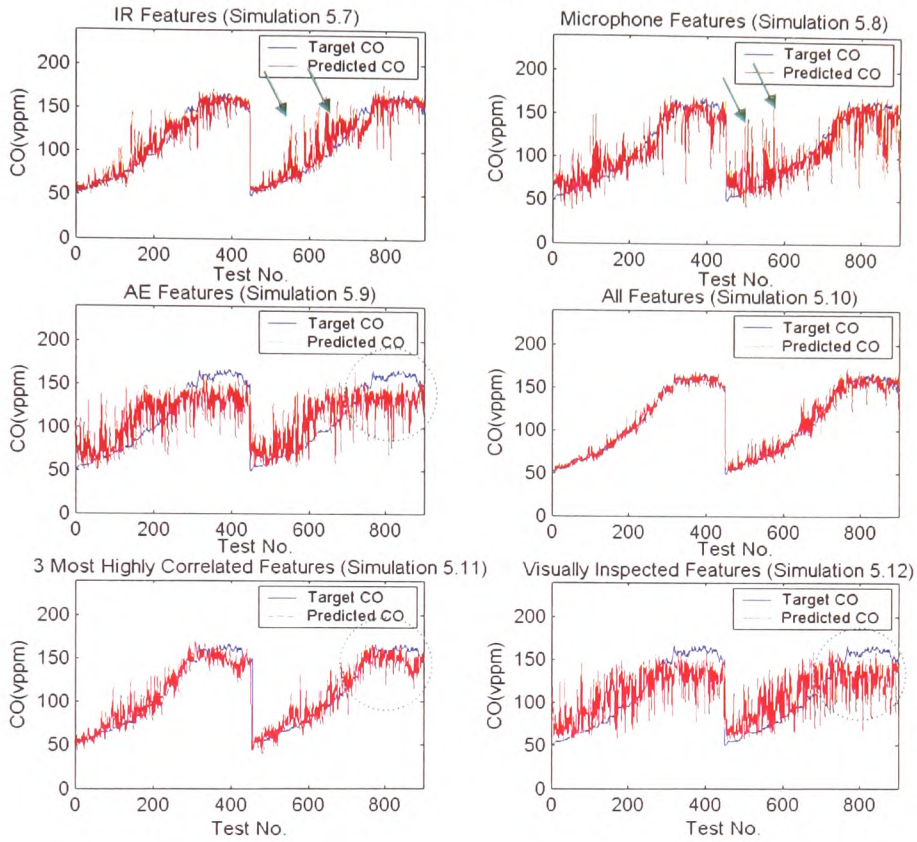 IR Features (Simulation 5.7)
200
150
100
50
0
CO(vppm)
Target CO
Predicted CO
0 200 400 600 800
Test No.
Microphone Features (Simulation 5.8)
200
150
100
50
0
CO(vppm)
Target CO
Predicted CO
0 200 400 600 800
Test No.
AE Features (Simulation 5.9)
200
150
100
50
0
CO(vppm)
Target CO
Predicted CO
0 200 400 600 800
Test No.
All Features (Simulation 5.10)
200
150
100
50
0
CO(vppm)
Target CO
Predicted CO
0 200 400 600 800
Test No.
3 Most Highly Correlated Features (Simulation 5.11)
200
150
100
50
0
CO(vppm)
Target CO
Predicted CO
0 200 400 600 800
Test No.
Visually Inspected Features (Simulation 5.12)
200
150
100
50
0
CO(vppm)
Target CO
Predicted CO
0 200 400 600 800
Test No.